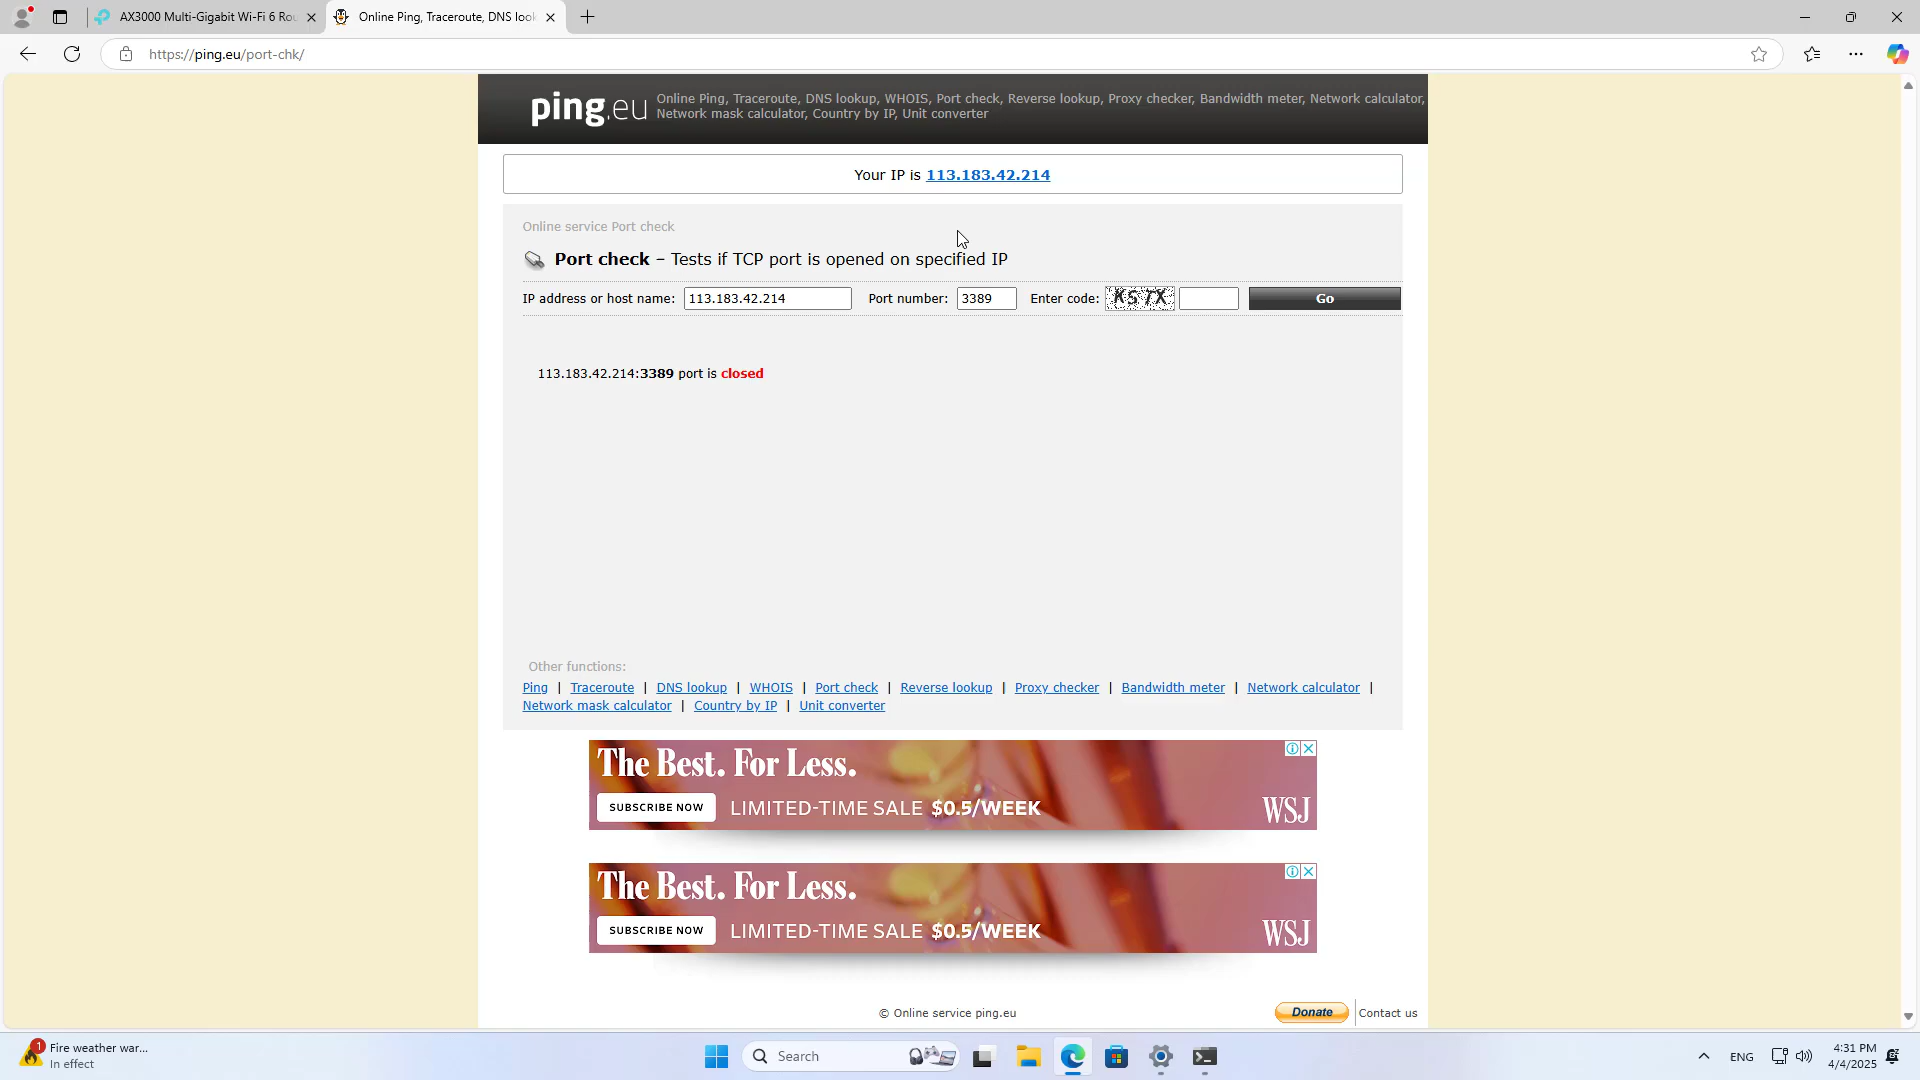 AX3000 Multi-Gigabit Wi-Fi 6 Rou
Online Ping, Traceroute, DNS look
https://ping.eu/port-chk/
ping.eu
Online Ping, Traceroute, DNS lookup, WHOIS, Port check, Reverse lookup, Proxy checker, Bandwidth meter, Network calculator,
Network mask calculator, Country by IP, Unit converter
Your IP is 113.183.42.214
Online service Port check
Port check – Tests if TCP port is opened on specified IP
IP address or host name: 113.183.42.214 Port number: 3389 Enter code: KS7X Go
113.183.42.214:3389 port is closed
Other functions:
Ping | Traceroute | DNS lookup | WHOIS | Port check | Reverse lookup | Proxy checker | Bandwidth meter | Network calculator |
Network mask calculator | Country by IP | Unit converter
The Best. For Less.
SUBSCRIBE NOW LIMITED-TIME SALE $0.5/WEEK WSJ
The Best. For Less.
SUBSCRIBE NOW LIMITED-TIME SALE $0.5/WEEK WSJ
© Online service ping.eu
Donate
Contact us
1
Fire weather war...
In effect
Search
ENG
4:31 PM
4/4/2025